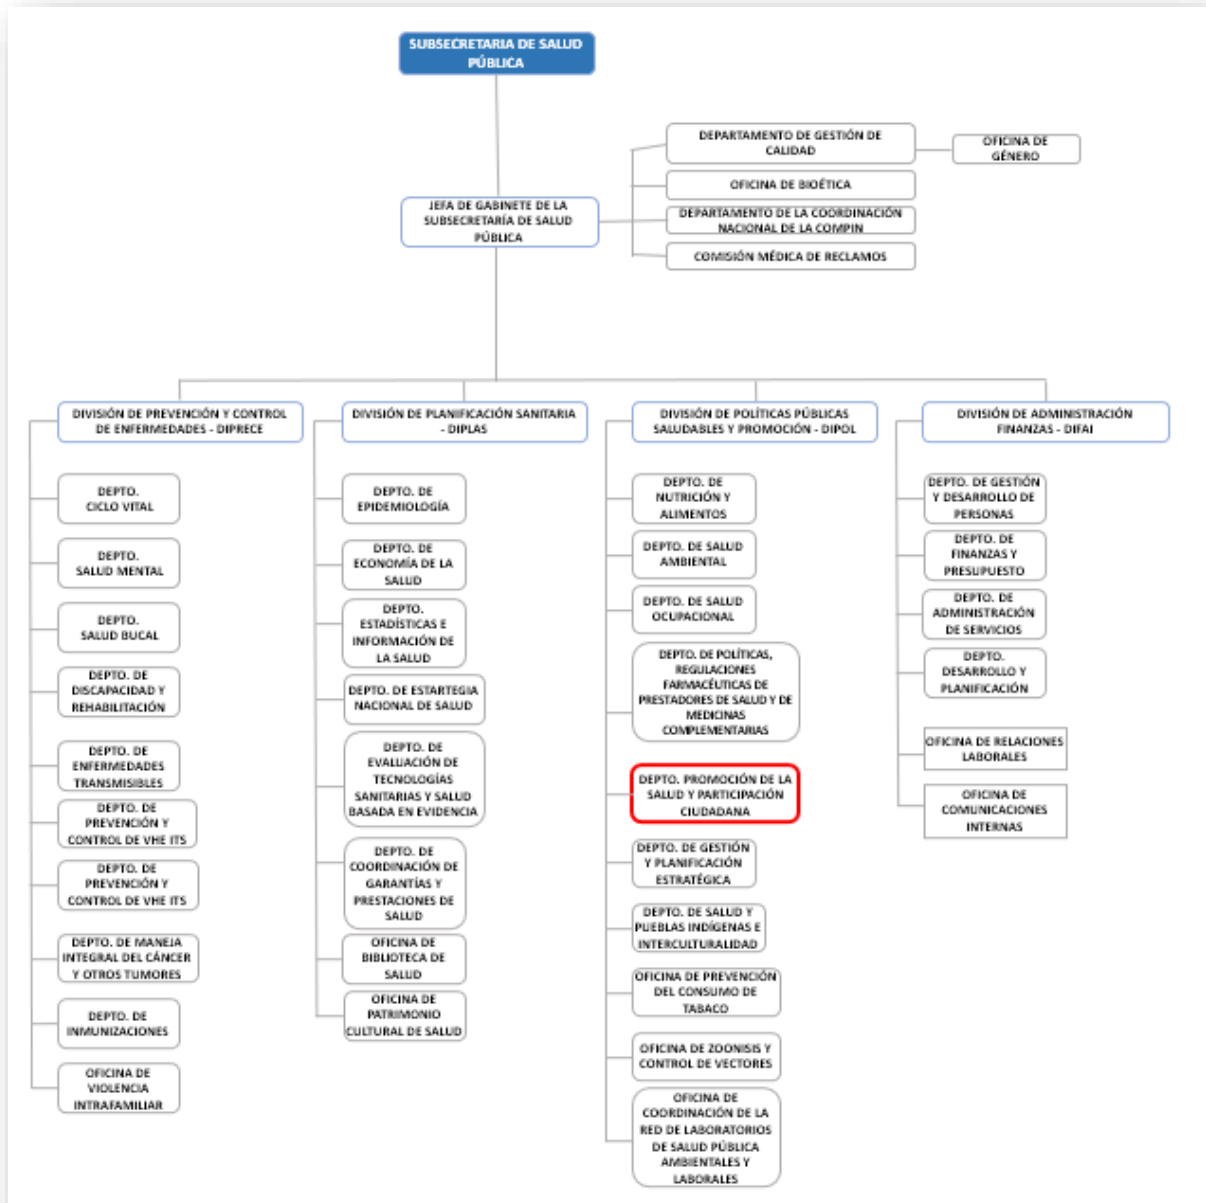 SUBSECRETARIA DE SALUD
PÚBLICA
DEPARTAMENTO DE GESTIÓN DE
CALIDAD
OFICINA DE
GÉNERO
OFICINA DE BIOÉTICA
JEFA DE GABINETE DE LA
SUBSECRETARÍA DE SALUD
PÚBLICA
DEPARTAMENTO DE LA COORDINACIÓN
NACIONAL DE LA COMPIN
COMISIÓN MÉDICA DE RECLAMOS
DIVISIÓN DE PREVENCIÓN Y CONTROL
DE ENFERMEDADES - DIPRECE
DEPTO.
CICLO VITAL
DEPTO.
SALUD MENTAL
DEPTO.
SALUD BUCAL
DEPTO. DE
DISCAPACIDAD Y
REHABILITACIÓN
DEPTO. DE
ENFERMEDADES
TRANSMISIBLES
DEPTO. DE
PREVENCIÓN Y
CONTROL DE VHE ITS
DEPTO. DE
PREVENCIÓN Y
CONTROL DE VHE ITS
DEPTO. DE MANEJA
INTEGRAL DEL CÁNCER
Y OTROS TUMORES
DEPTO. DE
INMUNIZACIONES
OFICINA DE
VIOLENCIA
INTRAFAMILIAR
DIVISIÓN DE PLANIFICACIÓN SANITARIA
- DIPLAS
DEPTO. DE
EPIDEMIOLOGÍA
DEPTO. DE
ECONOMÍA DE LA
SALUD
DEPTO.
ESTADÍSTICAS E
INFORMACIÓN DE
LA SALUD
DEPTO. DE ESTARTEGIA
NACIONAL DE SALUD
DEPTO. DE
EVALUACIÓN DE
TECNOLOGÍAS
SANITARIAS Y SALUD
BASADA EN EVIDENCIA
DEPTO. DE
COORDINACIÓN DE
GARANTÍAS Y
PRESTACIONES DE
SALUD
OFICINA DE
BIBLIOTECA DE
SALUD
OFICINA DE
PATRIMONIO
CULTURAL DE SALUD
DIVISIÓN DE POLÍTICAS PÚBLICAS
SALUDABLES Y PROMOCIÓN - DIPOL
DEPTO. DE
NUTRICIÓN Y
ALIMENTOS
DEPTO. DE SALUD
AMBIENTAL
DEPTO. DE SALUD
OCUPACIONAL
DEPTO. DE POLÍTICAS,
REGULACIONES
FARMACÉUTICAS DE
PRESTADORES DE SALUD Y DE
MEDICINAS
COMPLEMENTARIAS
DEPTO. PROMOCIÓN DE LA
SALUD Y PARTICIPACIÓN
CIUDADANA
DEPTO. DE GESTIÓN
Y PLANIFICACIÓN
ESTRATÉGICA
DEPTO. DE SALUD Y
PUEBLAS INDÍGENAS E
INTERCULTURALIDAD
OFICINA DE PREVENCIÓN
DEL CONSUMO DE
TABACO
OFICINA DE ZOONISIS Y
CONTROL DE VECTORES
OFICINA DE
COORDINACIÓN DE LA
RED DE LABORATORIOS
DE SALUD PÚBLICA
AMBIENTALES Y
LABORALES
DIVISIÓN DE ADMINISTRACIÓN
FINANZAS - DIFAI
DEPTO. DE GESTIÓN
Y DESARROLLO DE
PERSONAS
DEPTO. DE
FINANZAS Y
PRESUPUESTO
DEPTO. DE
ADMINISTRACIÓN
DE SERVICIOS
DEPTO.
DESARROLLO Y
PLANIFICACIÓN
OFICINA DE RELACIONES
LABORALES
OFICINA DE
COMUNICACIONES
INTERNAS